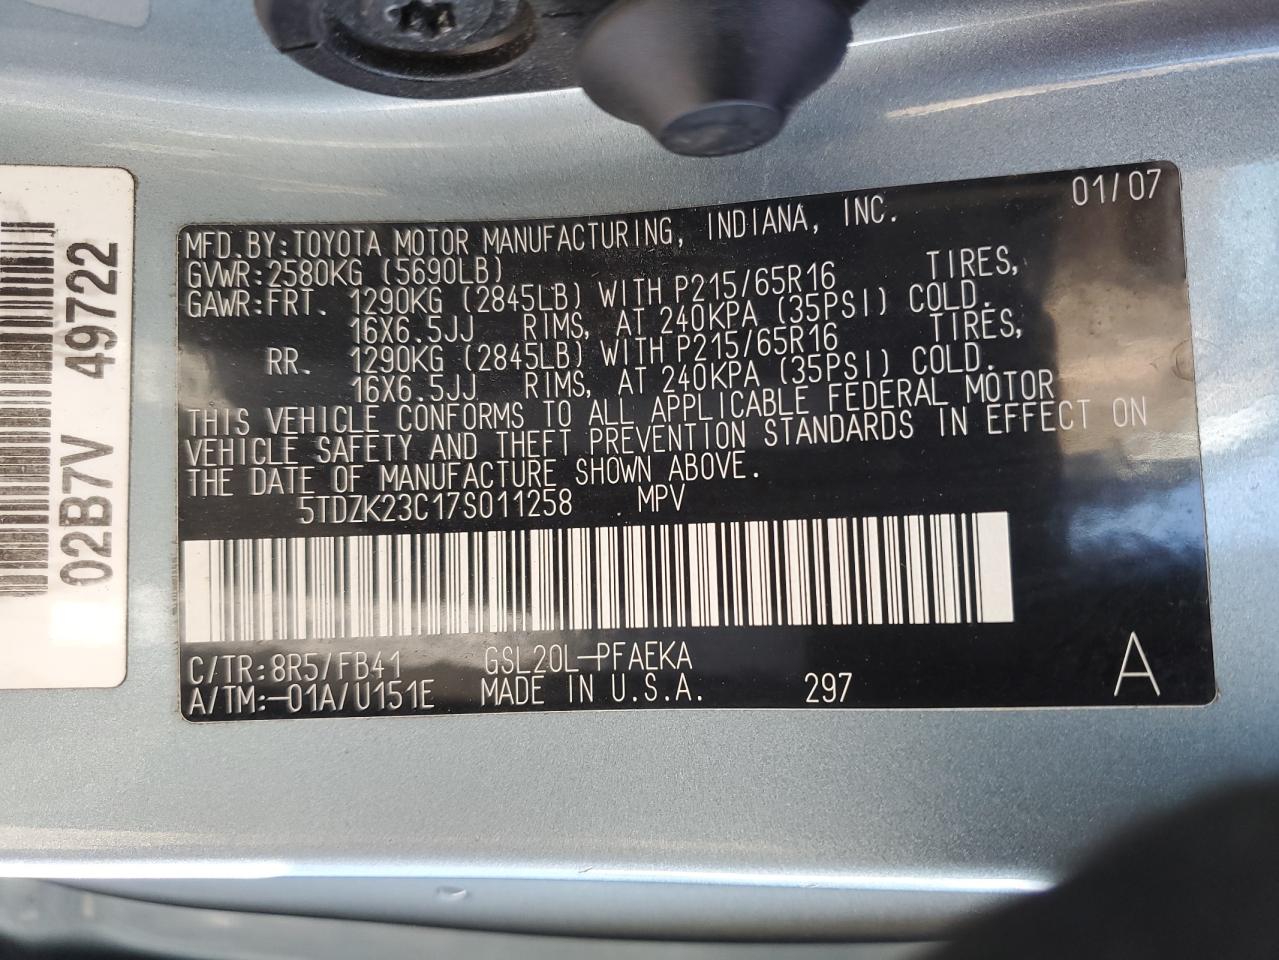 01/07
MFD.BY:TOYOTA MOTOR MANUFACTURING, INDIANA, INC.
GVWR:2580KG (5690LB)
GAWR:FRT. 1290KG (2845LB) WITH P215/65R16 TIRES,
16X6.5JJ RIMS, AT 240KPA (35PSI) COLD.
RR. 1290KG (2845LB) WITH P215/65R16 TIRES,
16X6.5JJ RIMS, AT 240KPA (35PSI) COLD.
THIS VEHICLE CONFORMS TO ALL APPLICABLE FEDERAL MOTOR
VEHICLE SAFETY AND THEFT PREVENTION STANDARDS IN EFFECT ON
THE DATE OF MANUFACTURE SHOWN ABOVE.
5TDZK23C17S011258 MPV
C/TR:8R5/FB41 GSL20L-PFAEKA
A/TM:-01A/U151E MADE IN U.S.A. 297 A
02B7V 49722